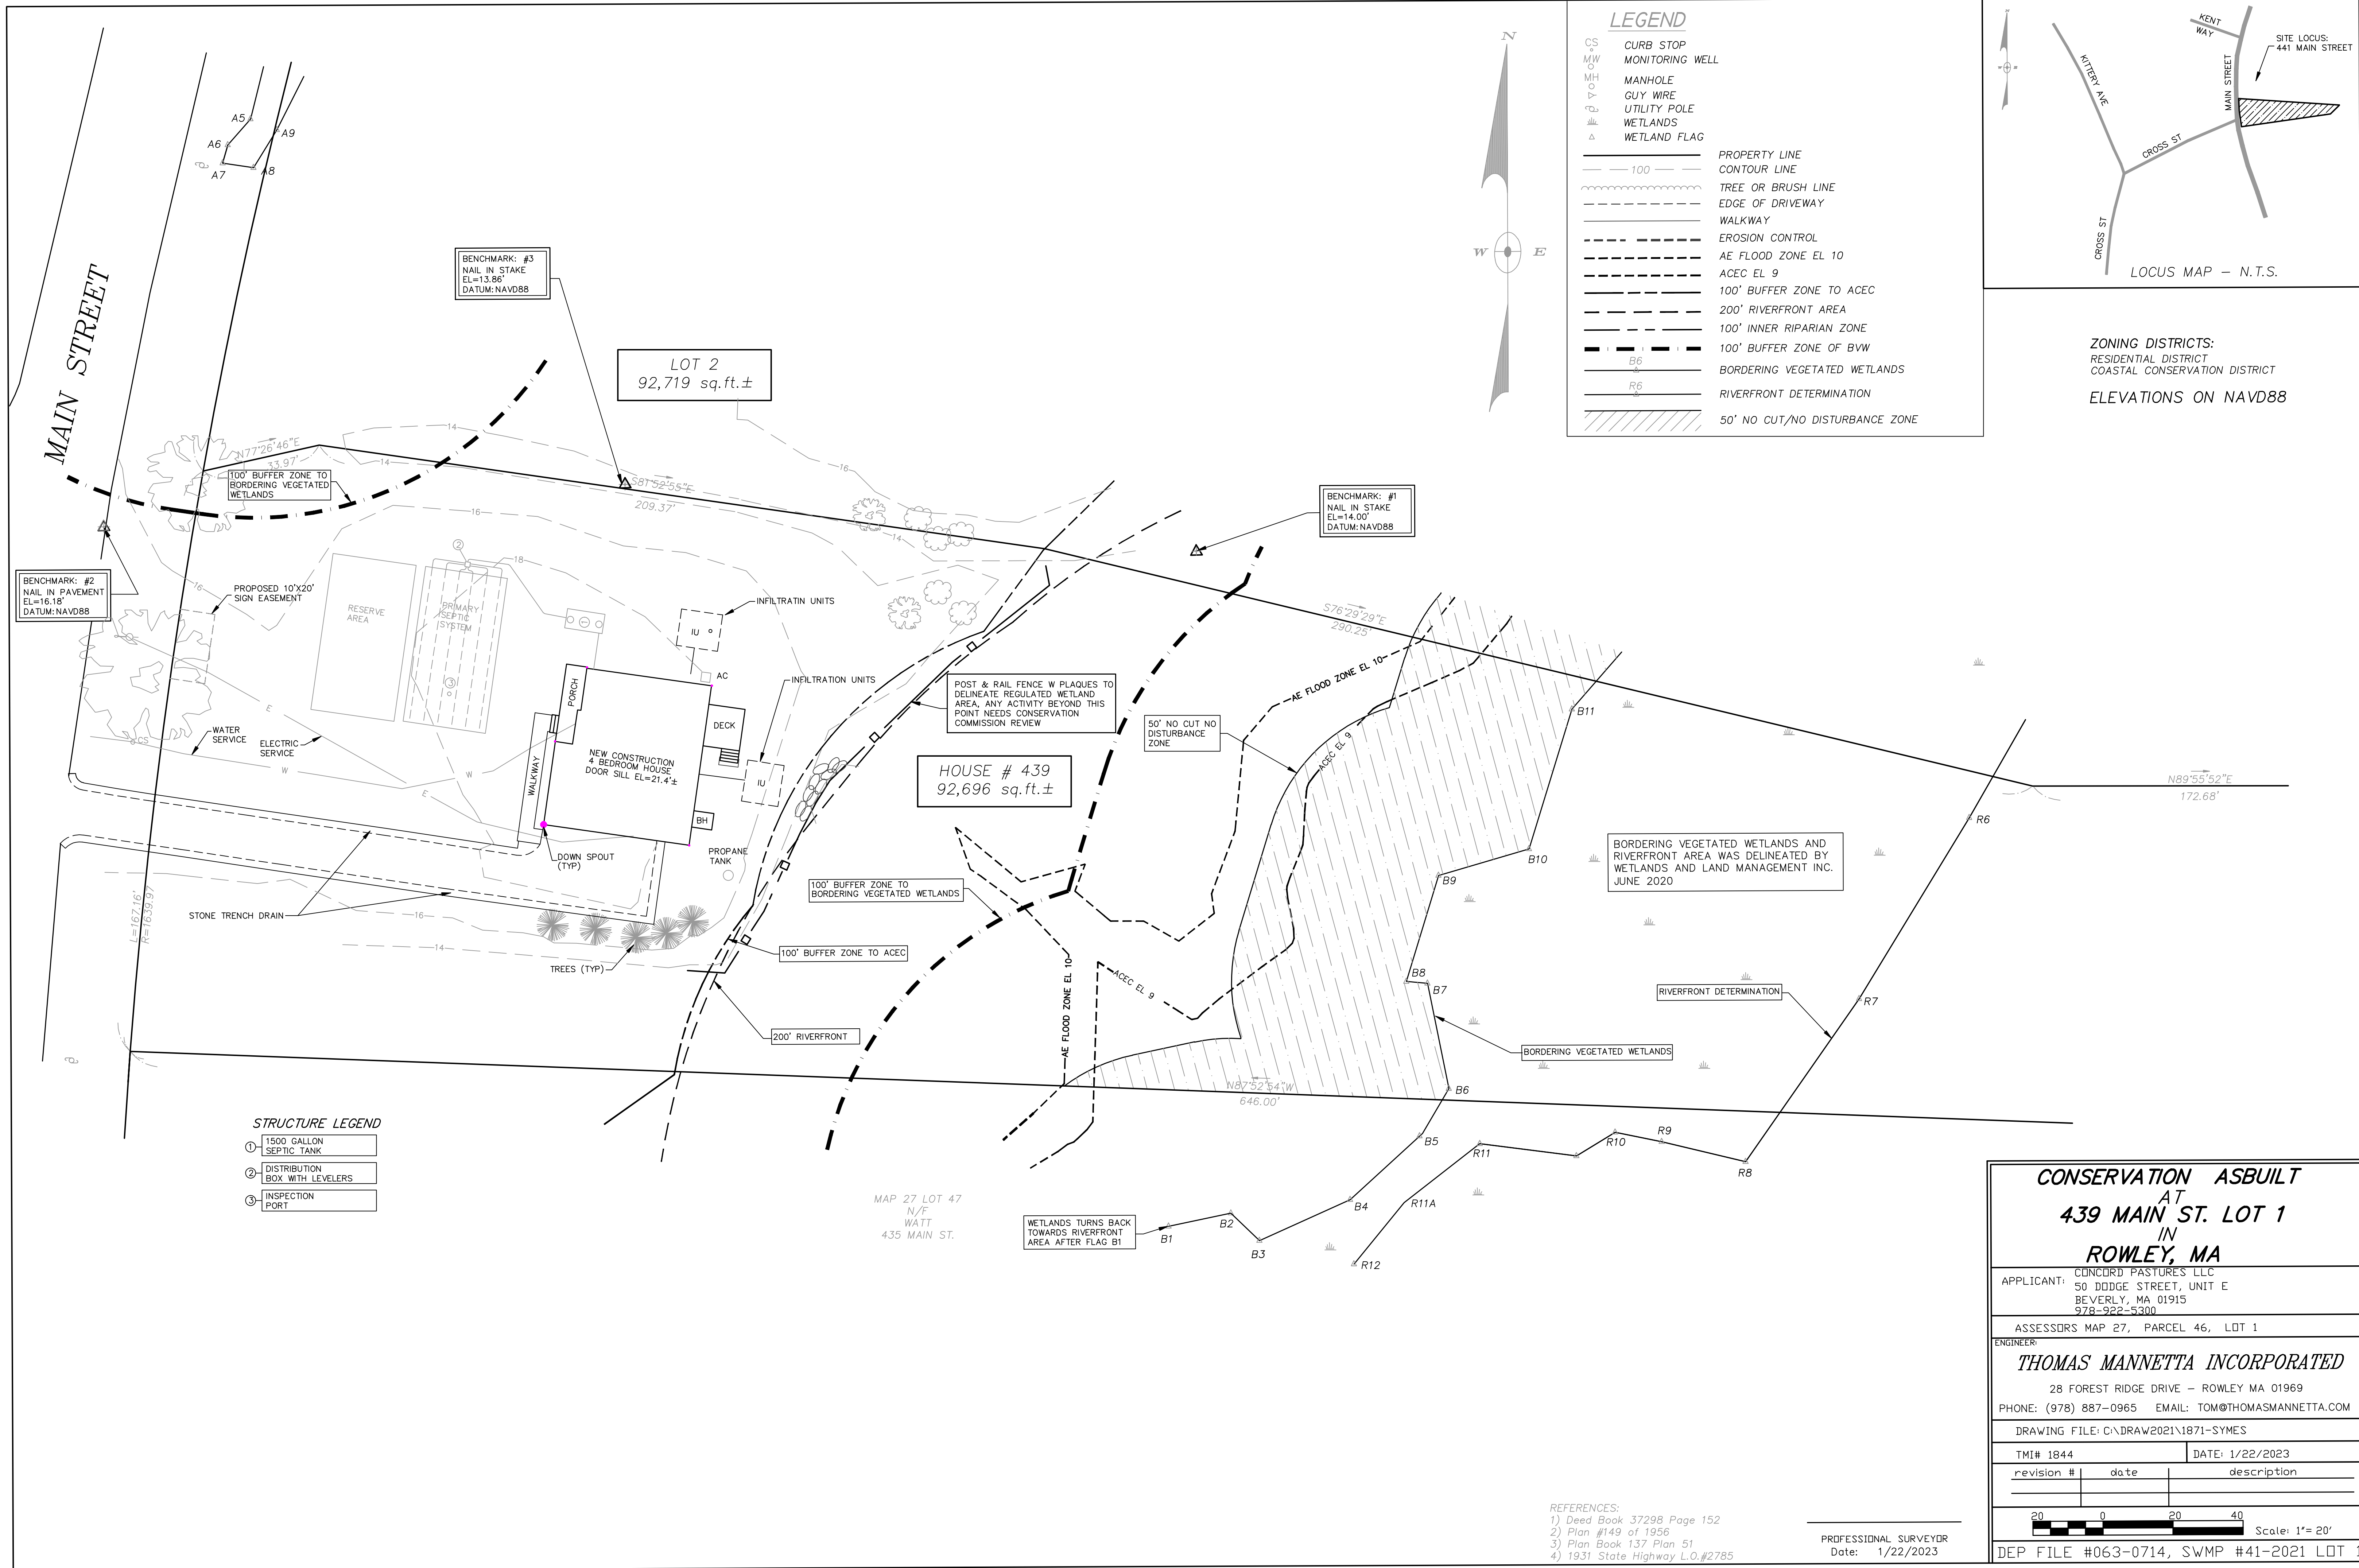 LEGEND
CS
CURB STOP
MW
MONITORING WELL
MH
MANHOLE
GUY WIRE
UTILITY POLE
WETLANDS
WETLAND FLAG
PROPERTY LINE
100
CONTOUR LINE
TREE OR BRUSH LINE
EDGE OF DRIVEWAY
WALKWAY
EROSION CONTROL
AE FLOOD ZONE EL 10
ACEC EL 9
100' BUFFER ZONE TO ACEC
200' RIVERFRONT AREA
100' INNER RIPARIAN ZONE
100' BUFFER ZONE OF BVW
B6
BORDERING VEGETATED WETLANDS
R6
RIVERFRONT DETERMINATION
50' NO CUT/NO DISTURBANCE ZONE
KENT
WAY
SITE LOCUS:
441 MAIN STREET
KITTERY AVE
MAIN STREET
CROSS ST
CROSS ST
LOCUS MAP – N.T.S.
ZONING DISTRICTS:
RESIDENTIAL DISTRICT
COASTAL CONSERVATION DISTRICT
ELEVATIONS ON NAVD88
N
W
E
A5
A9
A6
A7
A8
MAIN STREET
BENCHMARK: #3
NAIL IN STAKE
EL=13.86'
DATUM:NAVD88
LOT 2
92,719 sq.ft.±
14
14
16
N77°26'46"E
33.97'
100' BUFFER ZONE TO
BORDERING VEGETATED
WETLANDS
S81°52'55"E
209.37'
14
BENCHMARK: #1
NAIL IN STAKE
EL=14.00'
DATUM:NAVD88
16
18
2
BENCHMARK: #2
NAIL IN PAVEMENT
EL=16.18'
DATUM:NAVD88
16
PROPOSED 10'X20'
SIGN EASEMENT
RESERVE
AREA
PRIMARY
SEPTIC
SYSTEM
3
INFILTRATIN UNITS
IU
AC
INFILTRATION UNITS
IU
PORCH
DECK
NEW CONSTRUCTION
4 BEDROOM HOUSE
DOOR SILL EL=21.4'±
WALKWAY
BH
E
CS
WATER
SERVICE
ELECTRIC
SERVICE
W
W
E
DOWN SPOUT
(TYP)
PROPANE
TANK
STONE TRENCH DRAIN
16
14
TREES (TYP)
L=167.16'
R=1639.97
POST & RAIL FENCE W PLAQUES TO
DELINEATE REGULATED WETLAND
AREA, ANY ACTIVITY BEYOND THIS
POINT NEEDS CONSERVATION
COMMISSION REVIEW
HOUSE # 439
92,696 sq.ft.±
100' BUFFER ZONE TO
BORDERING VEGETATED WETLANDS
100' BUFFER ZONE TO ACEC
200' RIVERFRONT
S76°29'29"E
290.25'
AE FLOOD ZONE EL 10
50' NO CUT NO
DISTURBANCE
ZONE
ACEC EL 9
AE FLOOD ZONE EL 10
ACEC EL 9
B11
B10
B9
B8
B7
B6
B5
B4
B3
B2
B1
N89°55'52"E
172.68'
BORDERING VEGETATED WETLANDS AND
RIVERFRONT AREA WAS DELINEATED BY
WETLANDS AND LAND MANAGEMENT INC.
JUNE 2020
R6
R7
RIVERFRONT DETERMINATION
BORDERING VEGETATED WETLANDS
N87°52'54"W
646.00'
R9
R10
R11
R8
R11A
R12
WETLANDS TURNS BACK
TOWARDS RIVERFRONT
AREA AFTER FLAG B1
MAP 27 LOT 47
N/F
WATT
435 MAIN ST.
STRUCTURE LEGEND
1
1500 GALLON
SEPTIC TANK
2
DISTRIBUTION
BOX WITH LEVELERS
3
INSPECTION
PORT
REFERENCES:
1) Deed Book 37298 Page 152
2) Plan #149 of 1956
3) Plan Book 137 Plan 51
4) 1931 State Highway L.O.#2785
PROFESSIONAL SURVEYOR
Date: 1/22/2023
CONSERVATION ASBUILT
AT
439 MAIN ST. LOT 1
IN
ROWLEY, MA
APPLICANT:
CONCORD PASTURES LLC
50 DODGE STREET, UNIT E
BEVERLY, MA 01915
978-922-5300
ASSESSORS MAP 27, PARCEL 46, LOT 1
ENGINEER:
THOMAS MANNETTA INCORPORATED
28 FOREST RIDGE DRIVE – ROWLEY MA 01969
PHONE: (978) 887–0965 EMAIL: TOM@THOMASMANNETTA.COM
DRAWING FILE: C:\DRAW2021\1871-SYMES
TMI# 1844
DATE: 1/22/2023
revision # date description
20 0 20 40
Scale: 1"= 20'
DEP FILE #063-0714, SWMP #41-2021 LOT 1